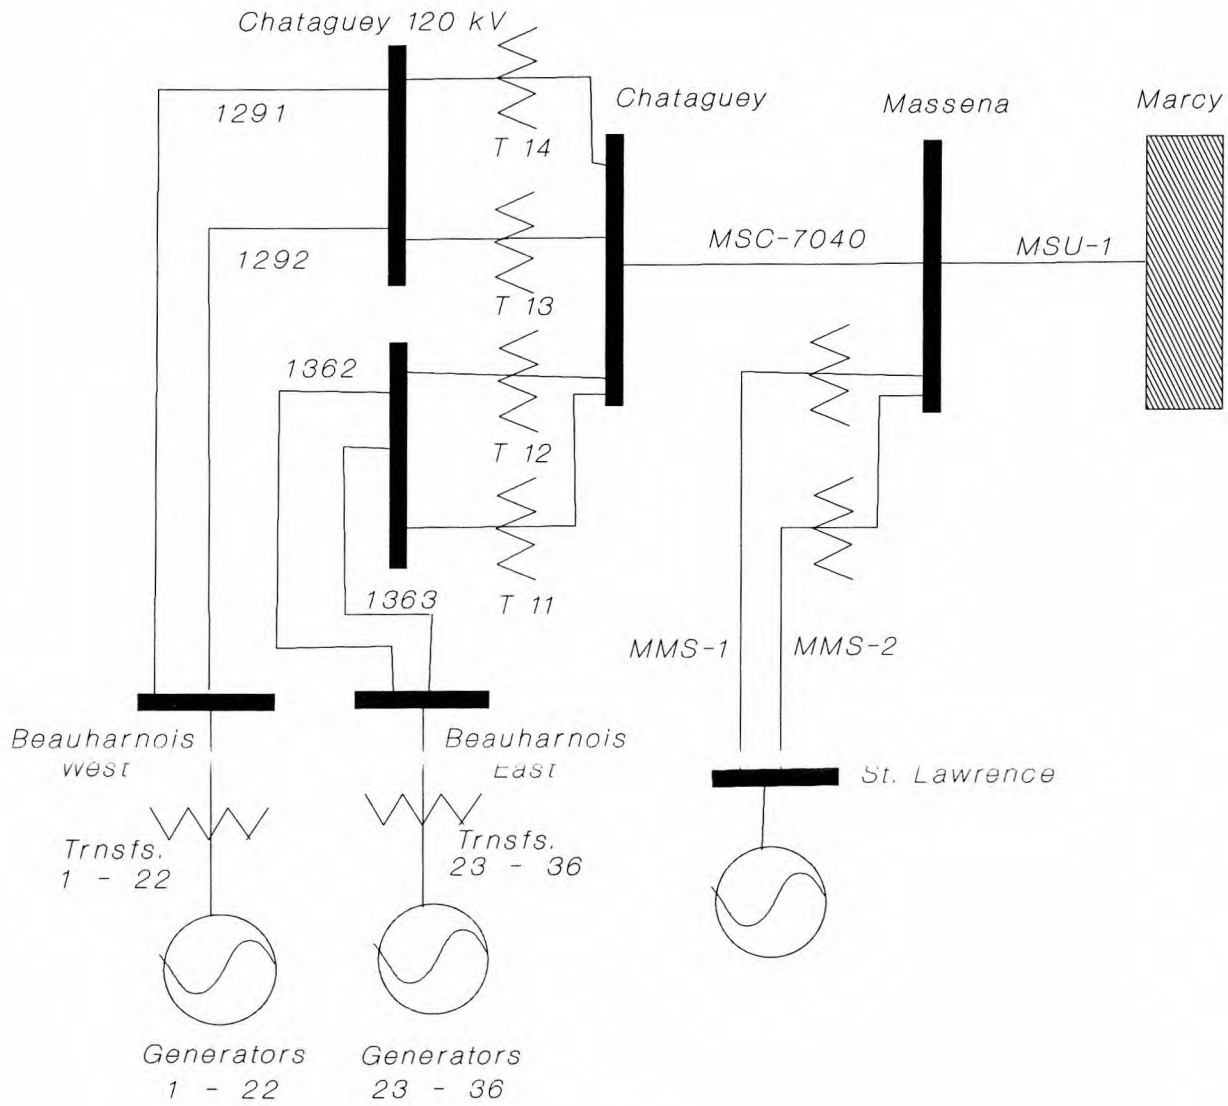 Chataguey 120 kV
1291
T 14
Chataguey
Massena
Marcy
1292
T 13
MSC-7040
MSU-1
1362
T 12
1363
T 11
MMS-1
MMS-2
Beauharnois
West
Beauharnois
East
St. Lawrence
Trnsfs.
1 - 22
Trnsfs.
23 - 36
Generators
1 - 22
Generators
23 - 36